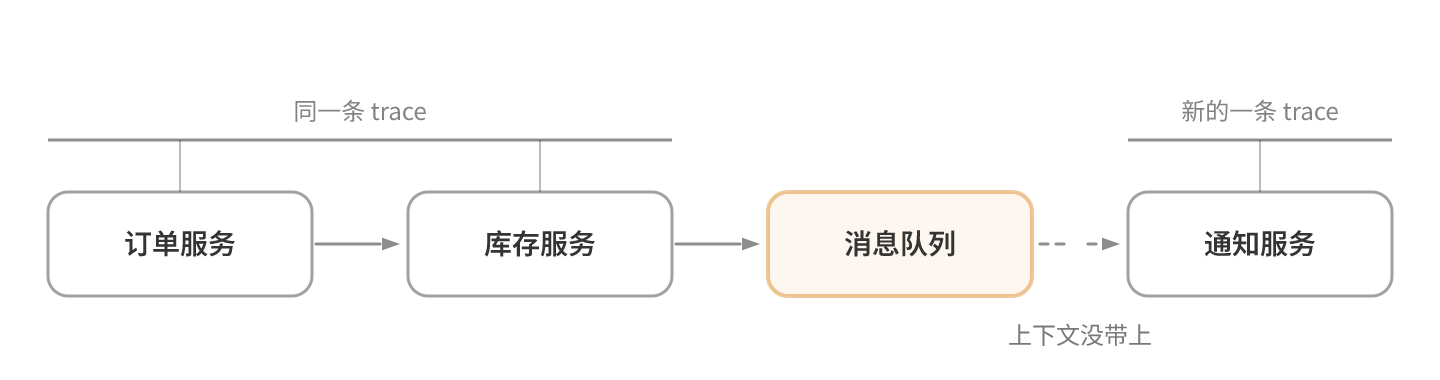 同一条 trace
新的一条 trace
订单服务
库存服务
消息队列
通知服务
上下文没带上